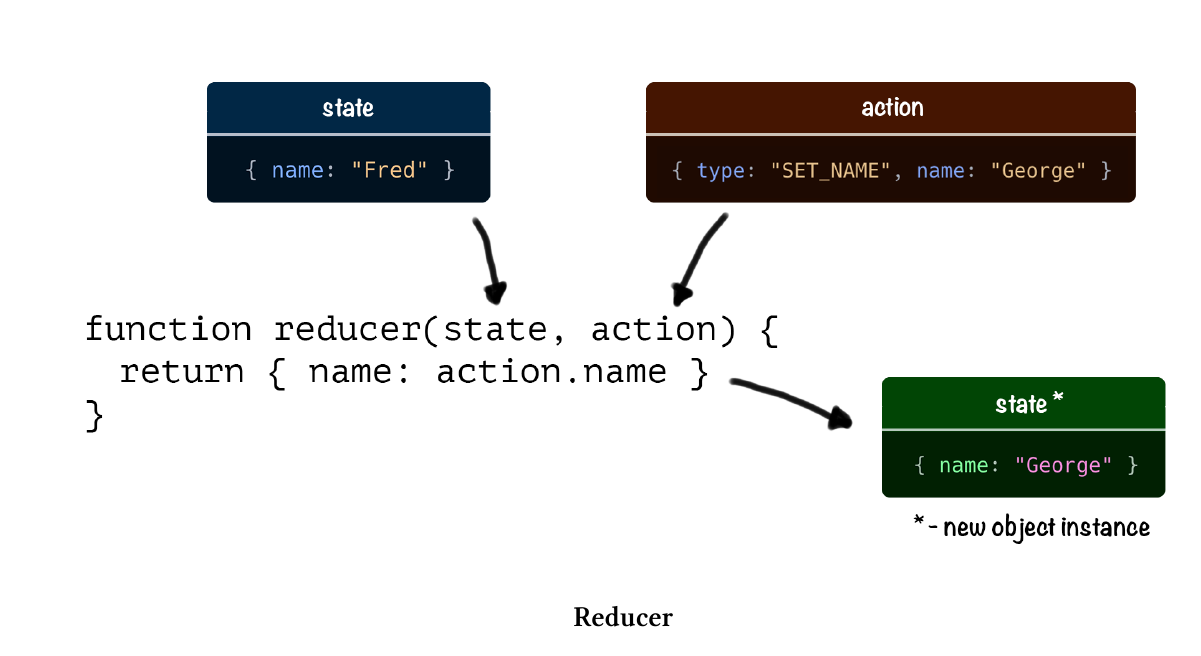 state
{ name: "Fred" }
action
{ type: "SET_NAME", name: "George" }
function reducer(state, action) {
  return { name: action.name }
}
state*
{ name: "George" }
* - new object instance
Reducer